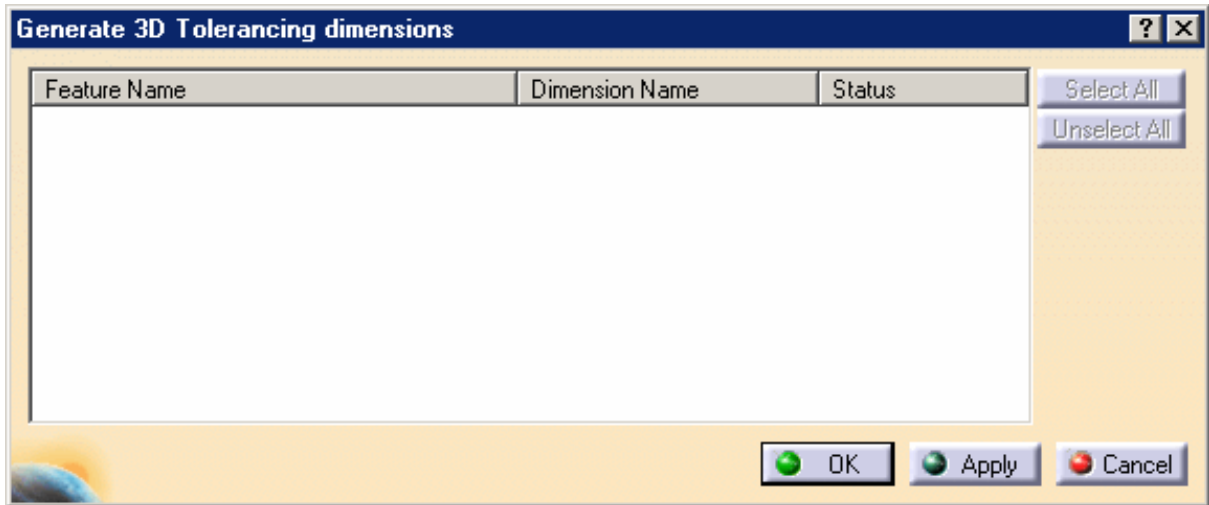 Generate 3D Tolerancing dimensions
Feature Name Dimension Name Status
Select All
Unselect All
OK Apply Cancel